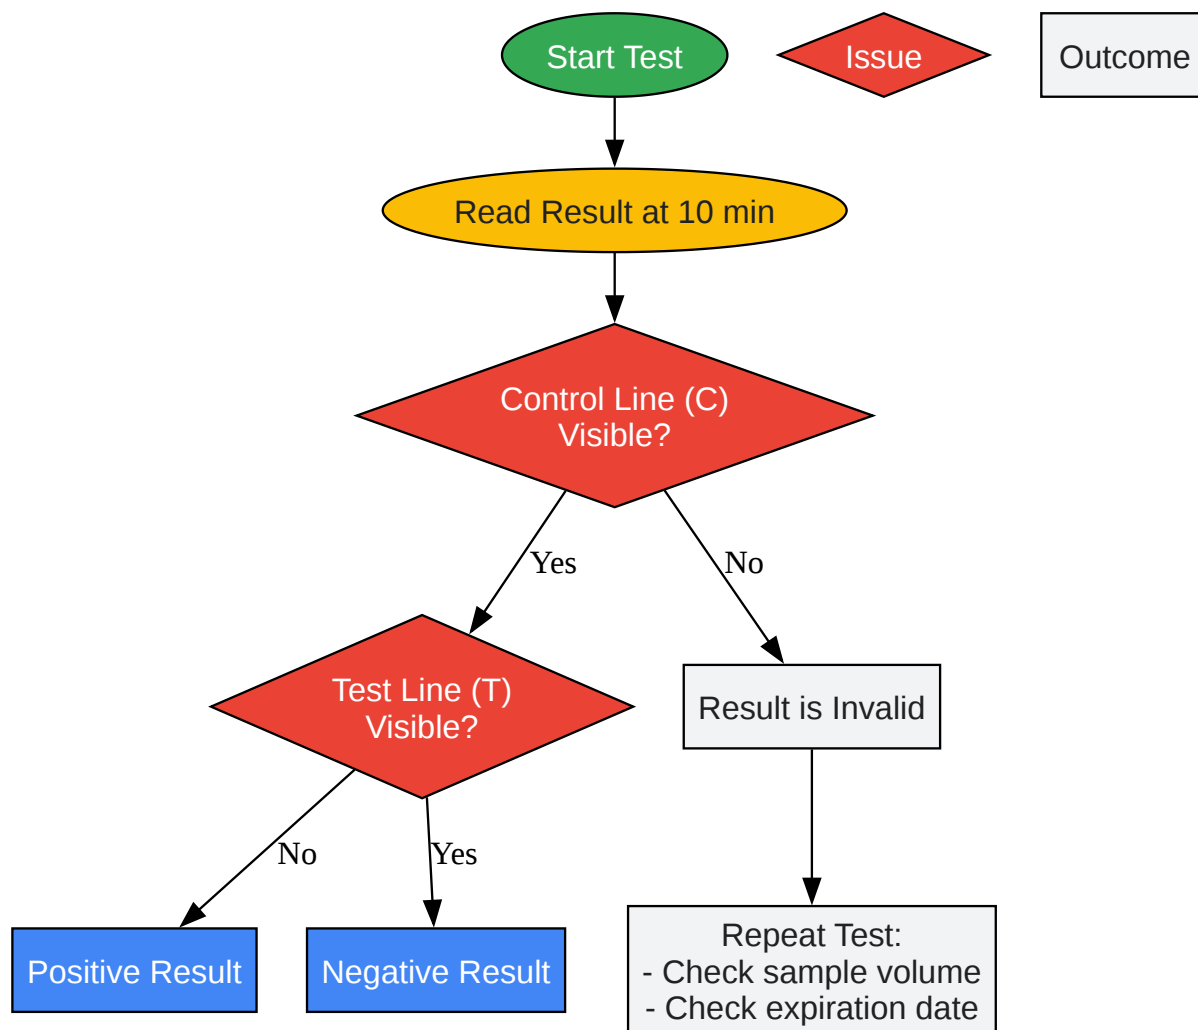 Start Test
Issue
Outcome
Read Result at 10 min
Control Line (C)
Visible?
Yes
No
Test Line (T)
Visible?
Result is Invalid
No
Yes
Positive Result
Negative Result
Repeat Test:
- Check sample volume
- Check expiration date